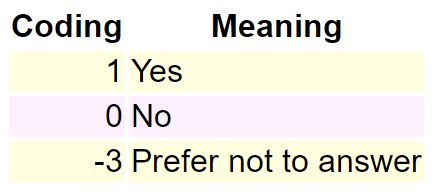 Coding Meaning
1 Yes
0 No
-3 Prefer not to answer